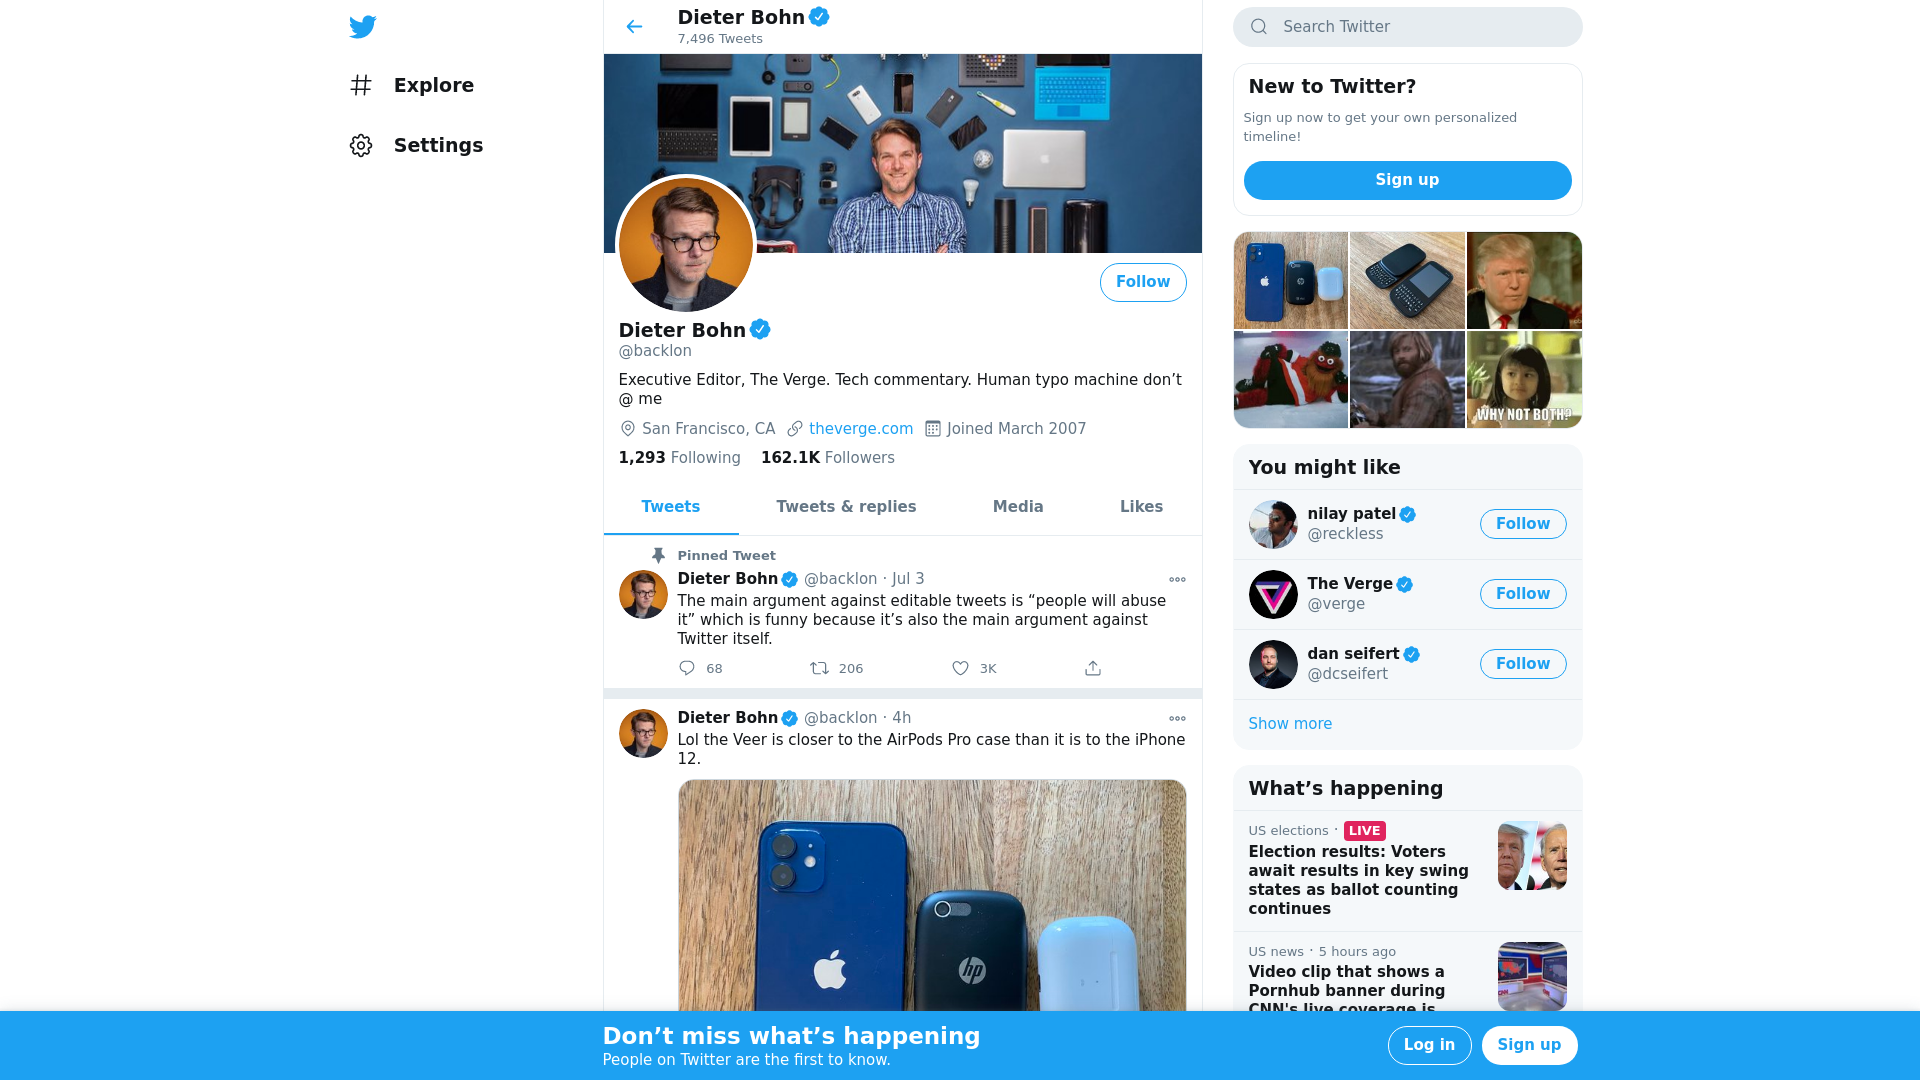 Explore
Settings
Dieter Bohn
7,496 Tweets
Follow
Dieter Bohn
@backlon
Executive Editor, The Verge. Tech commentary. Human typo machine don’t
@ me
San Francisco, CA theverge.com Joined March 2007
1,293 Following 162.1K Followers
Tweets Tweets & replies Media Likes
Pinned Tweet
Dieter Bohn @backlon · Jul 3
The main argument against editable tweets is “people will abuse
it” which is funny because it’s also the main argument against
Twitter itself.
68 206 3K
Dieter Bohn @backlon · 4h
Lol the Veer is closer to the AirPods Pro case than it is to the iPhone
12.
hp
Search Twitter
New to Twitter?
Sign up now to get your own personalized
timeline!
Sign up
WHY NOT BOTH?
You might like
nilay patel
@reckless
Follow
The Verge
@verge
Follow
dan seifert
@dcseifert
Follow
Show more
What’s happening
US elections · LIVE
Election results: Voters
await results in key swing
states as ballot counting
continues
US news · 5 hours ago
Video clip that shows a
Pornhub banner during
CNN's live coverage is
Don’t miss what’s happening
People on Twitter are the first to know.
Log in
Sign up